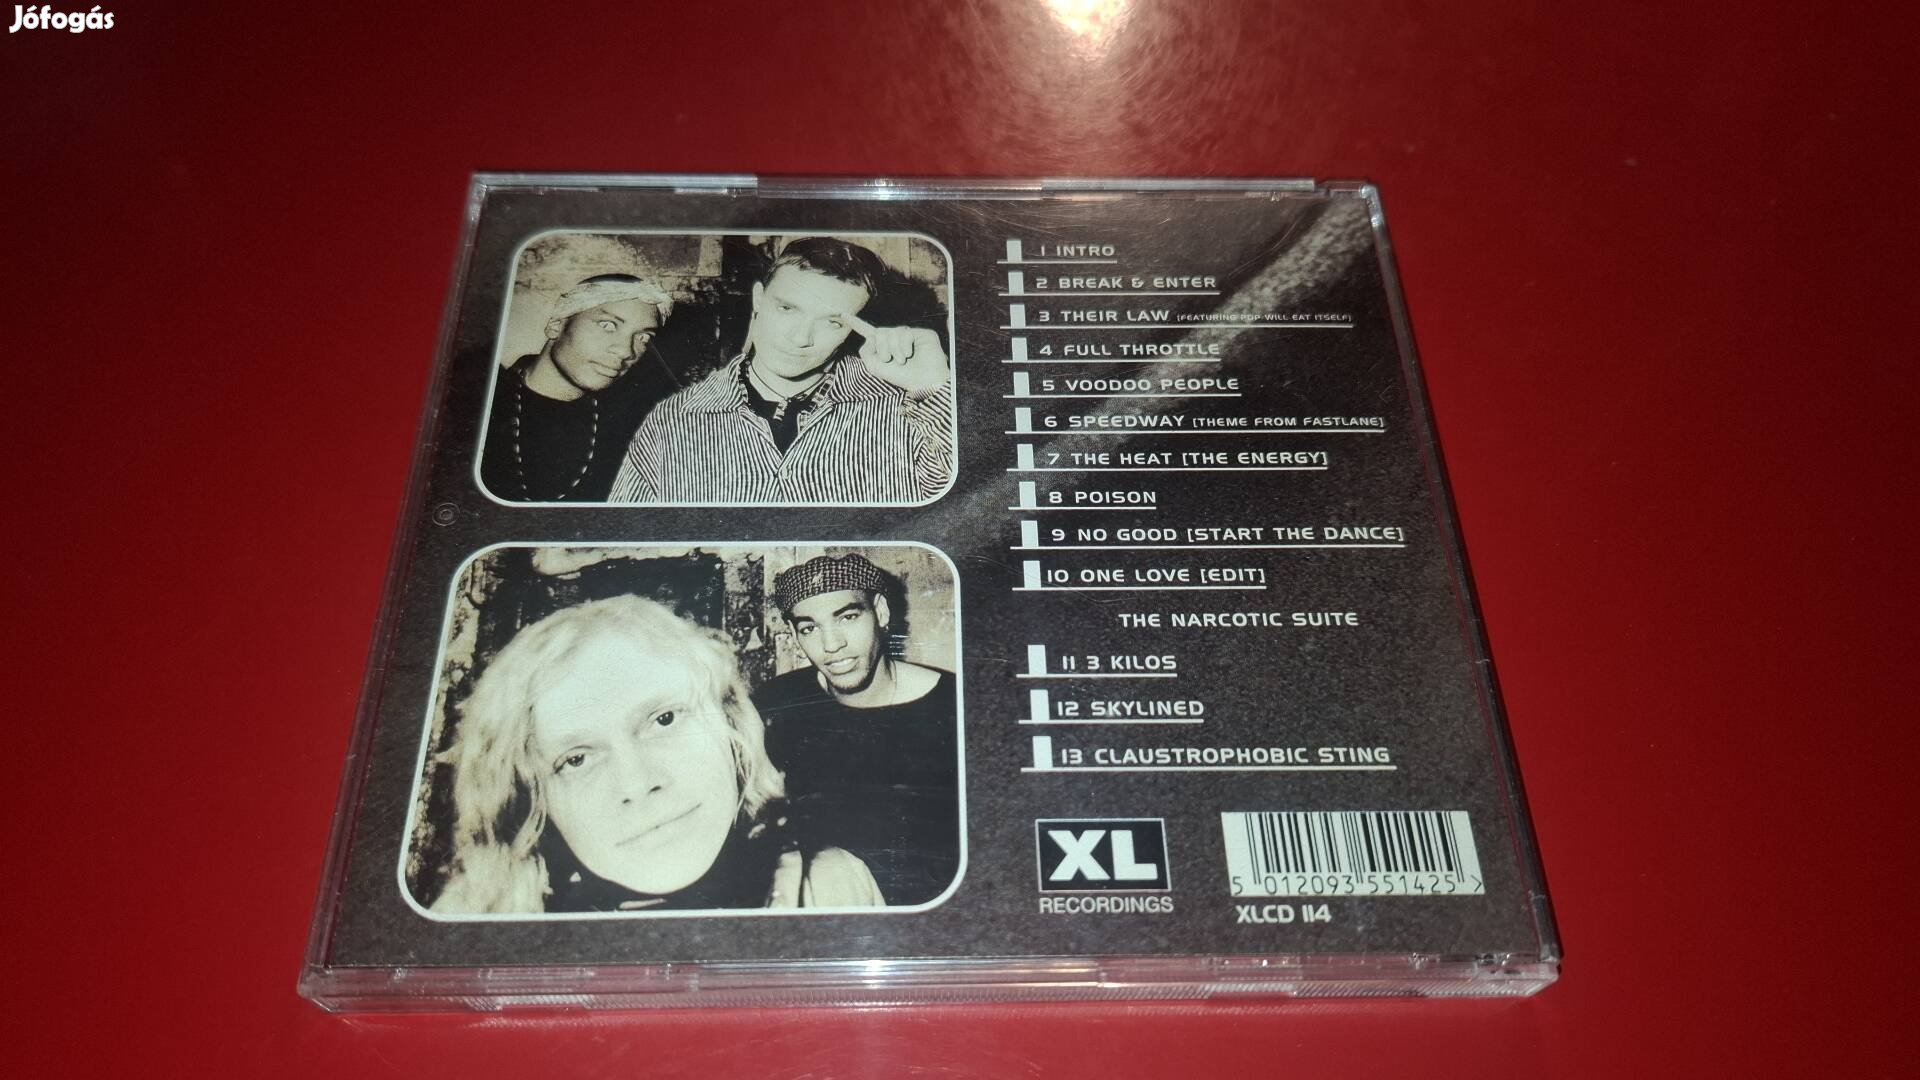 Jófogás
1 INTRO
2 BREAK & ENTER
3 THEIR LAW [FEATURING POP WILL EAT ITSELF]
4 FULL THROTTLE
5 VOODOO PEOPLE
6 SPEEDWAY [THEME FROM FASTLANE]
7 THE HEAT [THE ENERGY]
8 POISON
9 NO GOOD [START THE DANCE]
10 ONE LOVE [EDIT]
THE NARCOTIC SUITE
11 3 KILOS
12 SKYLINED
13 CLAUSTROPHOBIC STING
XL
RECORDINGS
5 012093 551425 >
XLCD 114